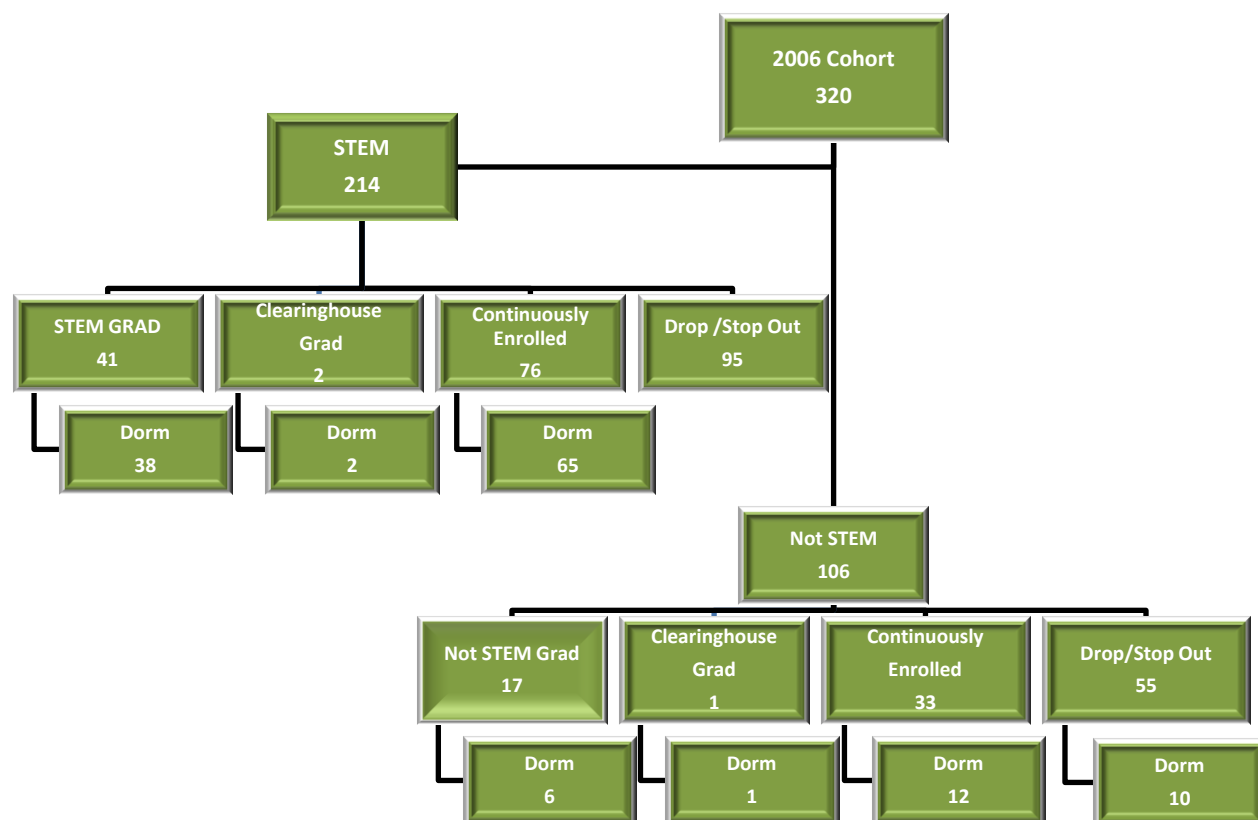 2006 Cohort
320
STEM
214
STEM GRAD
41
Clearinghouse
Grad
2
Continuously
Enrolled
76
Drop /Stop Out
95
Dorm
38
Dorm
2
Dorm
65
Not STEM
106
Not STEM Grad
17
Clearinghouse
Grad
1
Continuously
Enrolled
33
Drop/Stop Out
55
Dorm
6
Dorm
1
Dorm
12
Dorm
10